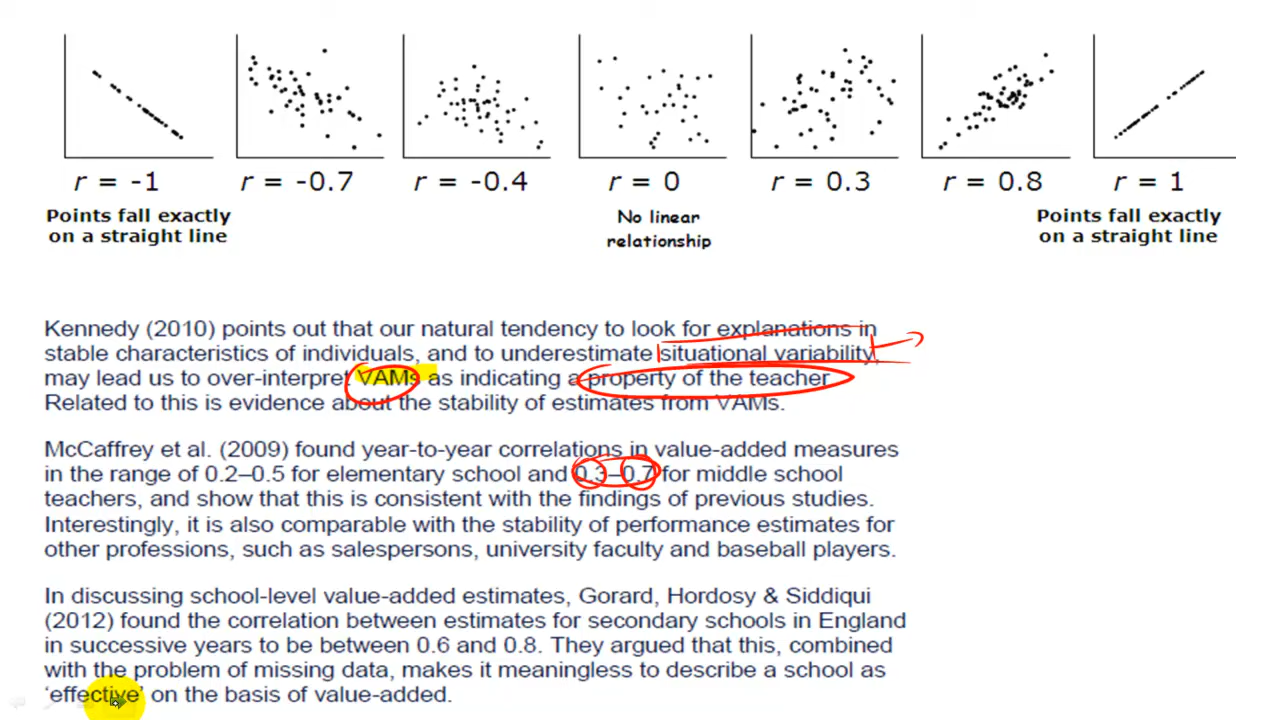 r = -1 r = -0.7 r = -0.4 r = 0 r = 0.3 r = 0.8 r = 1
Points fall exactly
on a straight line
No linear
relationship
Points fall exactly
on a straight line
Kennedy (2010) points out that our natural tendency to look for explanations in
stable characteristics of individuals, and to underestimate situational variability,
may lead us to over-interpret VAMs as indicating a property of the teacher.
Related to this is evidence about the stability of estimates from VAMs.
McCaffrey et al. (2009) found year-to-year correlations in value-added measures
in the range of 0.2–0.5 for elementary school and 0.3–0.7 for middle school
teachers, and show that this is consistent with the findings of previous studies.
Interestingly, it is also comparable with the stability of performance estimates for
other professions, such as salespersons, university faculty and baseball players.
In discussing school-level value-added estimates, Gorard, Hordosy & Siddiqui
(2012) found the correlation between estimates for secondary schools in England
in successive years to be between 0.6 and 0.8. They argued that this, combined
with the problem of missing data, makes it meaningless to describe a school as
‘effective’ on the basis of value-added.